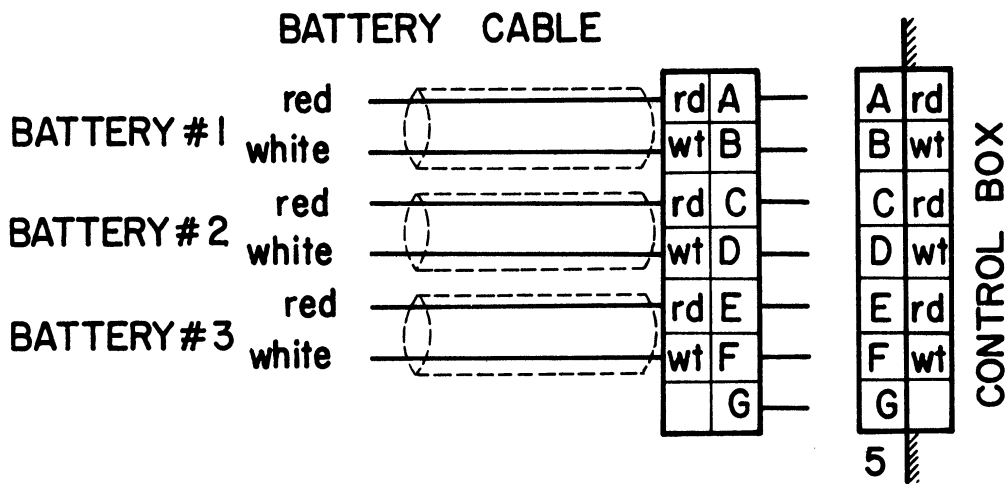 BATTERY CABLE
red rd A A rd
BATTERY #1
white wt B B wt
red rd C C rd
BATTERY #2
white wt D D wt
red rd E E rd
BATTERY #3
white wt F F wt
G G
5
CONTROL BOX